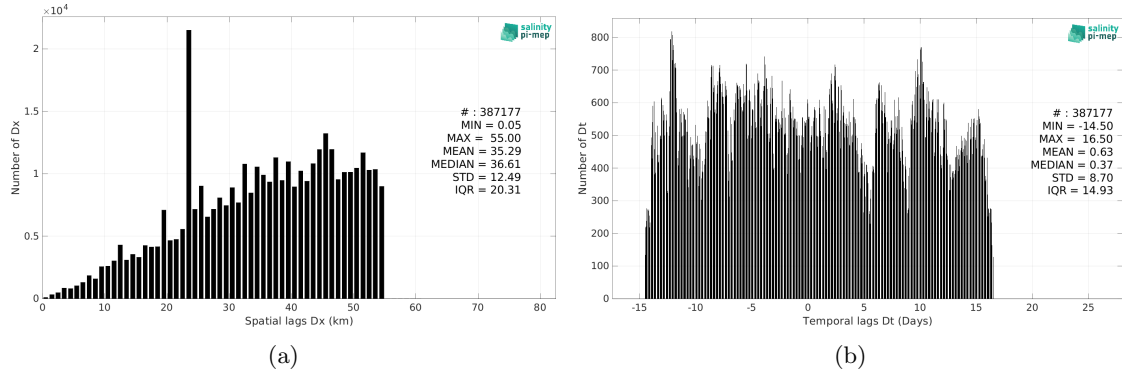 ×10⁴
2
1.5
1
0.5
0
Number of Dx
0
10
20
30
40
50
60
70
80
Spatial lags Dx (km)
salinity
pi-mep
# : 387177
MIN = 0.05
MAX = 55.00
MEAN = 35.29
MEDIAN = 36.61
STD = 12.49
IQR = 20.31
(a)
800
700
600
500
400
300
200
100
0
Number of Dt
-15
-10
-5
0
5
10
15
20
25
Temporal lags Dt (Days)
salinity
pi-mep
# : 387177
MIN = -14.50
MAX = 16.50
MEAN = 0.63
MEDIAN = 0.37
STD = 8.70
IQR = 14.93
(b)